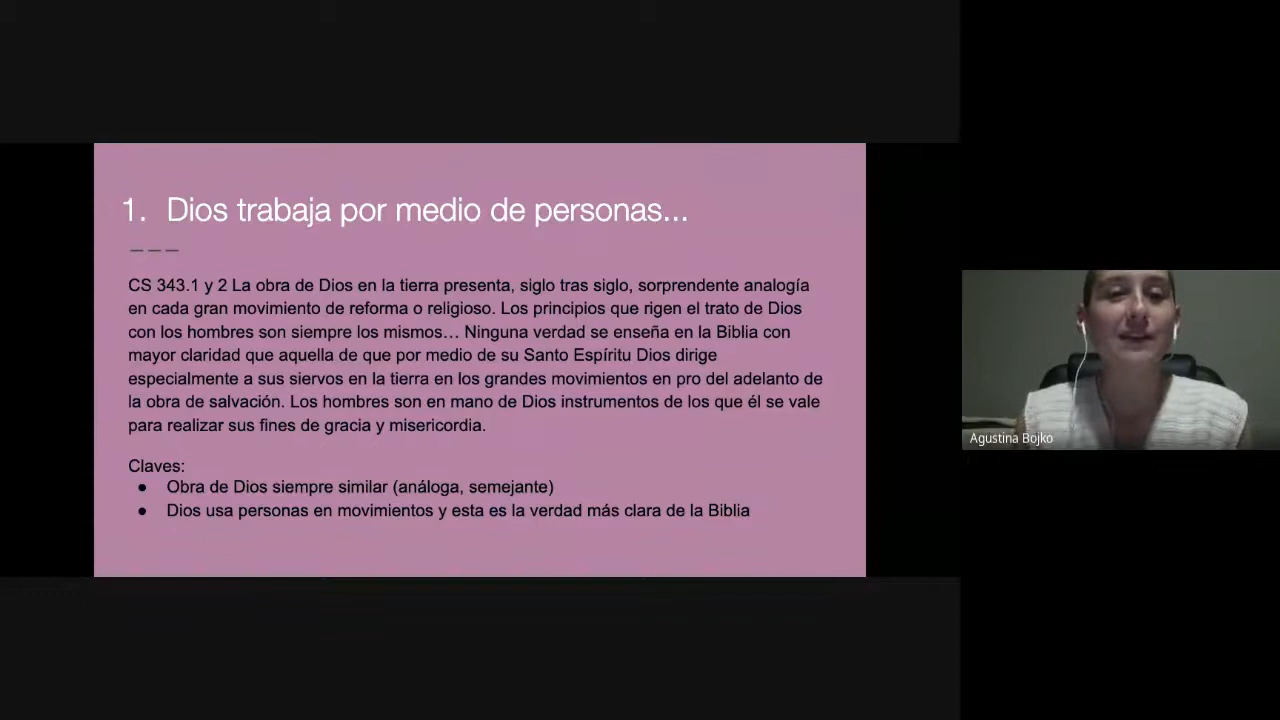 1. Dios trabaja por medio de personas...
CS 343.1 y 2 La obra de Dios en la tierra presenta, siglo tras siglo, sorprendente analogía
en cada gran movimiento de reforma o religioso. Los principios que rigen el trato de Dios
con los hombres son siempre los mismos… Ninguna verdad se enseña en la Biblia con
mayor claridad que aquella de que por medio de su Santo Espíritu Dios dirige
especialmente a sus siervos en la tierra en los grandes movimientos en pro del adelanto de
la obra de salvación. Los hombres son en mano de Dios instrumentos de los que él se vale
para realizar sus fines de gracia y misericordia.
Claves:
● Obra de Dios siempre similar (análoga, semejante)
● Dios usa personas en movimientos y esta es la verdad más clara de la Biblia
Agustina Bojko